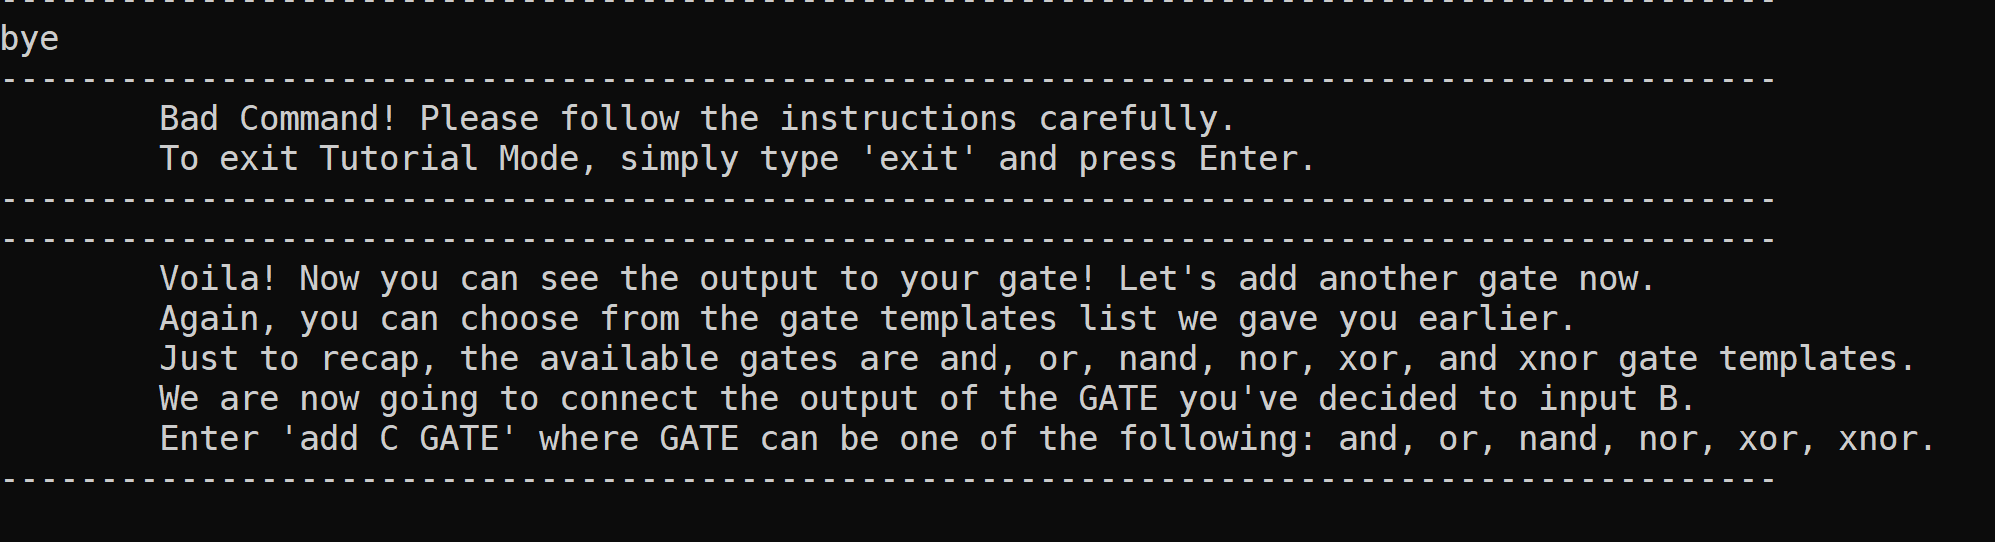 -----------------------------------------------------------------------------------------
bye
-----------------------------------------------------------------------------------------
Bad Command! Please follow the instructions carefully.
To exit Tutorial Mode, simply type 'exit' and press Enter.
-----------------------------------------------------------------------------------------
-----------------------------------------------------------------------------------------
Voila! Now you can see the output to your gate! Let's add another gate now.
Again, you can choose from the gate templates list we gave you earlier.
Just to recap, the available gates are and, or, nand, nor, xor, and xnor gate templates.
We are now going to connect the output of the GATE you've decided to input B.
Enter 'add C GATE' where GATE can be one of the following: and, or, nand, nor, xor, xnor.
-----------------------------------------------------------------------------------------